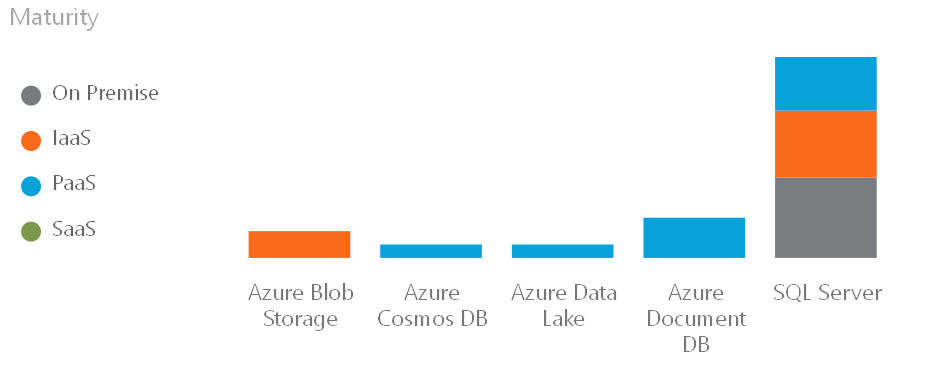 Maturity
On Premise
IaaS
PaaS
SaaS
Azure Blob
Storage
Azure
Cosmos DB
Azure Data
Lake
Azure
Document
DB
SQL Server